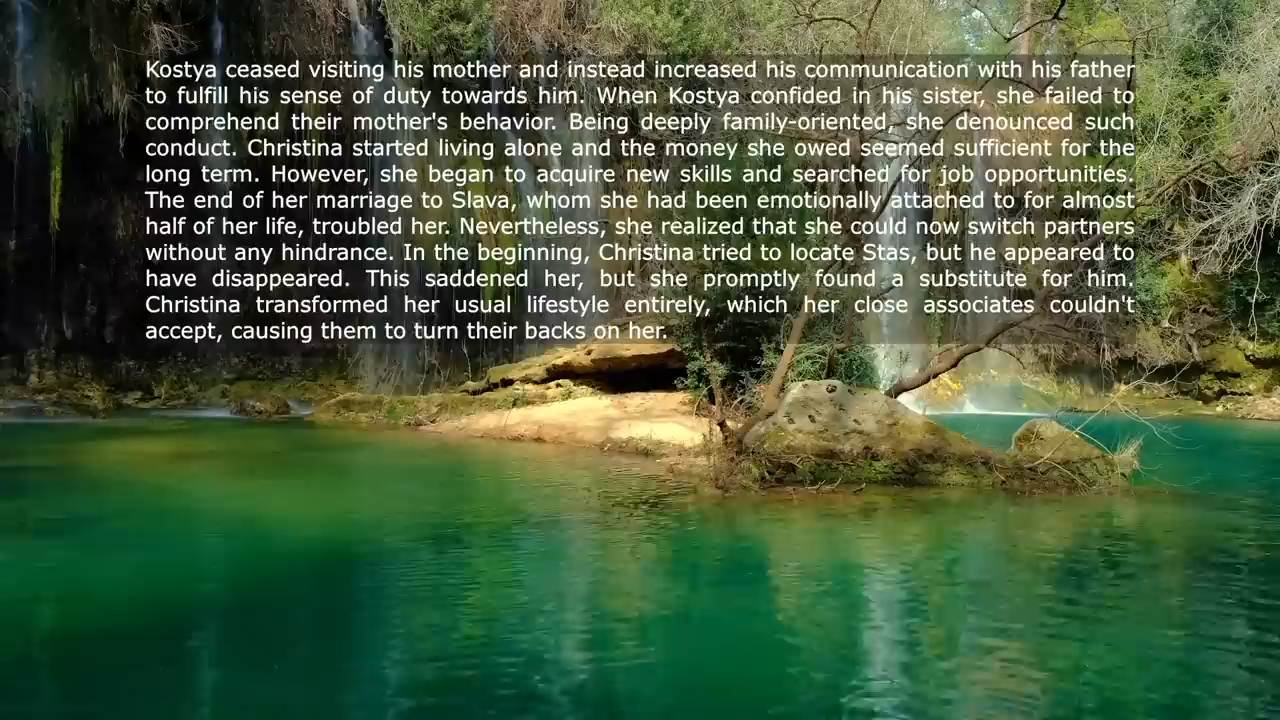 Kostya ceased visiting his mother and instead increased his communication with his father
to fulfill his sense of duty towards him. When Kostya confided in his sister, she failed to
comprehend their mother's behavior. Being deeply family-oriented, she denounced such
conduct. Christina started living alone and the money she owed seemed sufficient for the
long term. However, she began to acquire new skills and searched for job opportunities.
The end of her marriage to Slava, whom she had been emotionally attached to for almost
half of her life, troubled her. Nevertheless, she realized that she could now switch partners
without any hindrance. In the beginning, Christina tried to locate Stas, but he appeared to
have disappeared. This saddened her, but she promptly found a substitute for him.
Christina transformed her usual lifestyle entirely, which her close associates couldn't
accept, causing them to turn their backs on her.